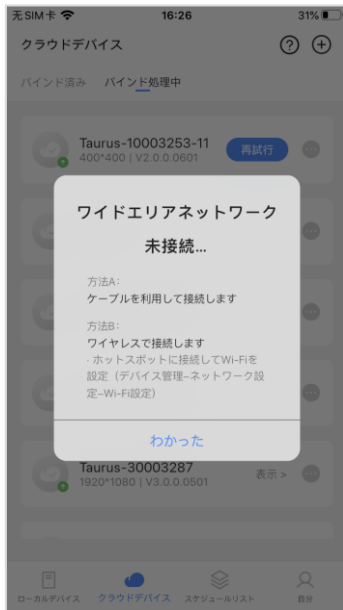 无SIM卡 16:26 31%
クラウドデバイス
バインド済み バインド処理中
Taurus-10003253-11
400*400 | V2.0.0.0601
再試行
ワイドエリアネットワーク
未接続...
方法A:
ケーブルを利用して接続します
方法B:
ワイヤレスで接続します
· ホットスポットに接続してWi-Fiを
設定（デバイス管理–ネットワーク設
定–Wi-Fi設定）
わかった
Taurus-30003287
1920*1080 | V3.0.0.0501
表示 >
ローカルデバイス クラウドデバイス スケジュールリスト 自分